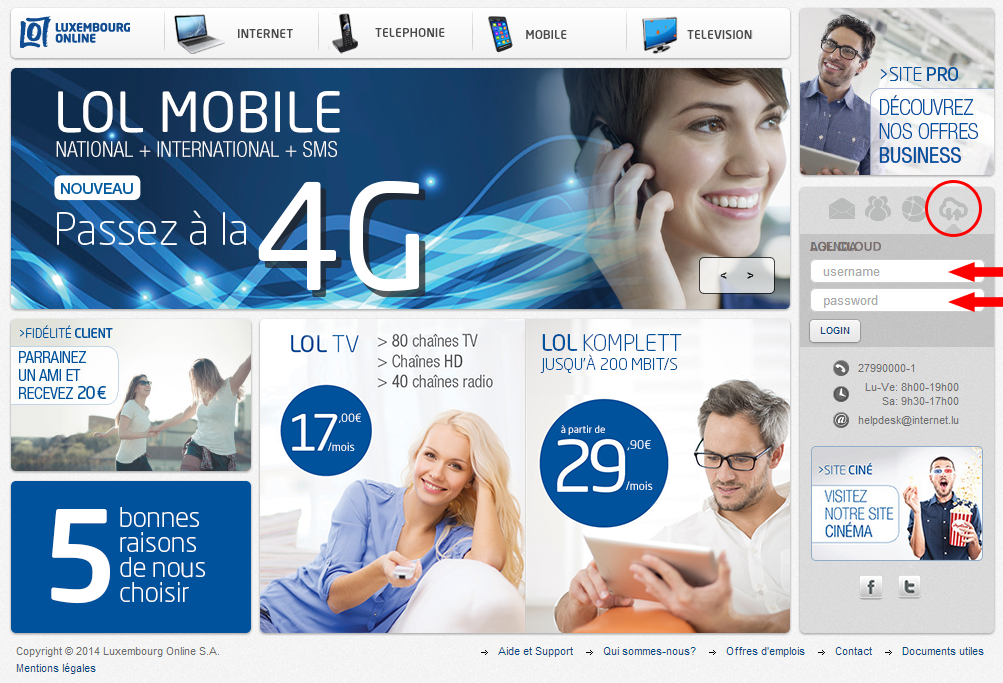 LOL LUXEMBOURG
ONLINE
INTERNET
TELEPHONIE
MOBILE
TELEVISION
LOL MOBILE
NATIONAL + INTERNATIONAL + SMS
NOUVEAU
Passez à la 4G
< >
>SITE PRO
DÉCOUVREZ
NOS OFFRES
BUSINESS
CLOUD
username
password
LOGIN
27990000-1
Lu-Ve: 8h00-19h00
Sa: 9h30-17h00
@ helpdesk@internet.lu
>SITE CINÉ
VISITEZ
NOTRE SITE
CINÉMA
f t
>FIDÉLITÉ CLIENT
PARRAINEZ
UN AMI ET
RECEVEZ 20€
5 bonnes
raisons
de nous
choisir
LOL TV
> 80 chaînes TV
> Chaînes HD
> 40 chaînes radio
17,00€
/mois
LOL KOMPLETT
JUSQU'À 200 MBIT/S
à partir de
29,90€
/mois
Copyright © 2014 Luxembourg Online S.A.
Mentions légales
→ Aide et Support → Qui sommes-nous? → Offres d'emplois → Contact → Documents utiles